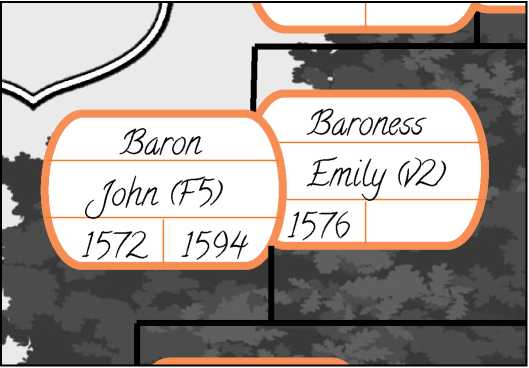 Baron
John (F5)
1572 1594
Baroness
Emily (V2)
1576